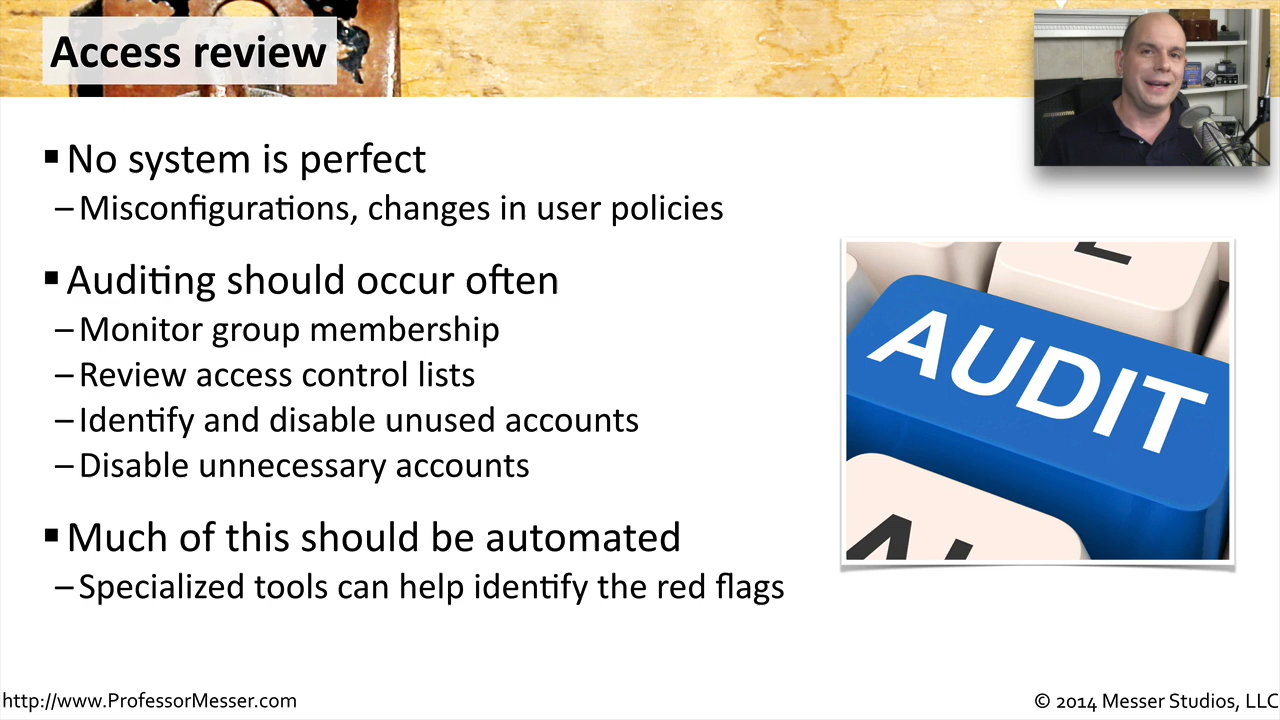 Access review
▪ No system is perfect
– Misconfigurations, changes in user policies
▪ Auditing should occur often
– Monitor group membership
– Review access control lists
– Identify and disable unused accounts
– Disable unnecessary accounts
▪ Much of this should be automated
– Specialized tools can help identify the red flags
AUDIT
http://www.ProfessorMesser.com
© 2014 Messer Studios, LLC